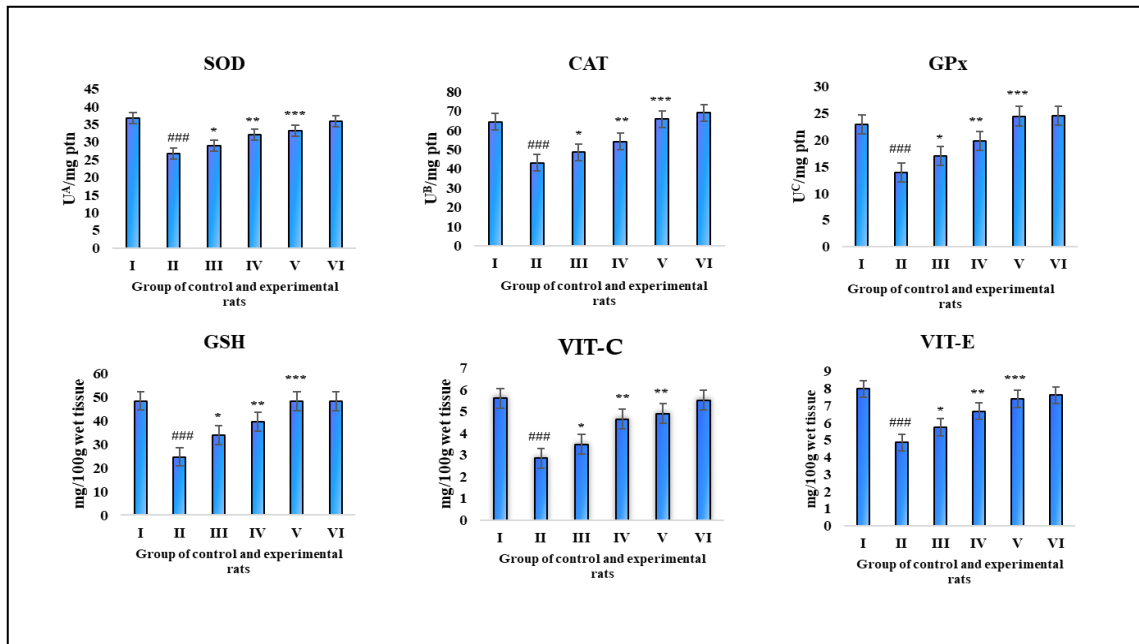 SOD
45
40
35
30
25
20
15
10
5
0
U^A/mg ptn
###
*
**
***
I II III IV V VI
Group of control and experimental
rats
CAT
80
70
60
50
40
30
20
10
0
U^B/mg ptn
###
*
**
***
I II III IV V VI
Group of control and experimental
rats
GPx
30
25
20
15
10
5
0
U^C/mg ptn
###
*
**
***
I II III IV V VI
Group of control and experimental
rats
GSH
60
50
40
30
20
10
0
mg/100g wet tissue
###
*
**
***
I II III IV V VI
Group of control and experimental
rats
VIT-C
7
6
5
4
3
2
1
0
mg/100g wet tissue
###
*
**
**
I II III IV V VI
Group of control and experimental
rats
VIT-E
9
8
7
6
5
4
3
2
1
0
mg/100g wet tissue
###
*
**
***
I II III IV V VI
Group of control and experimental
rats